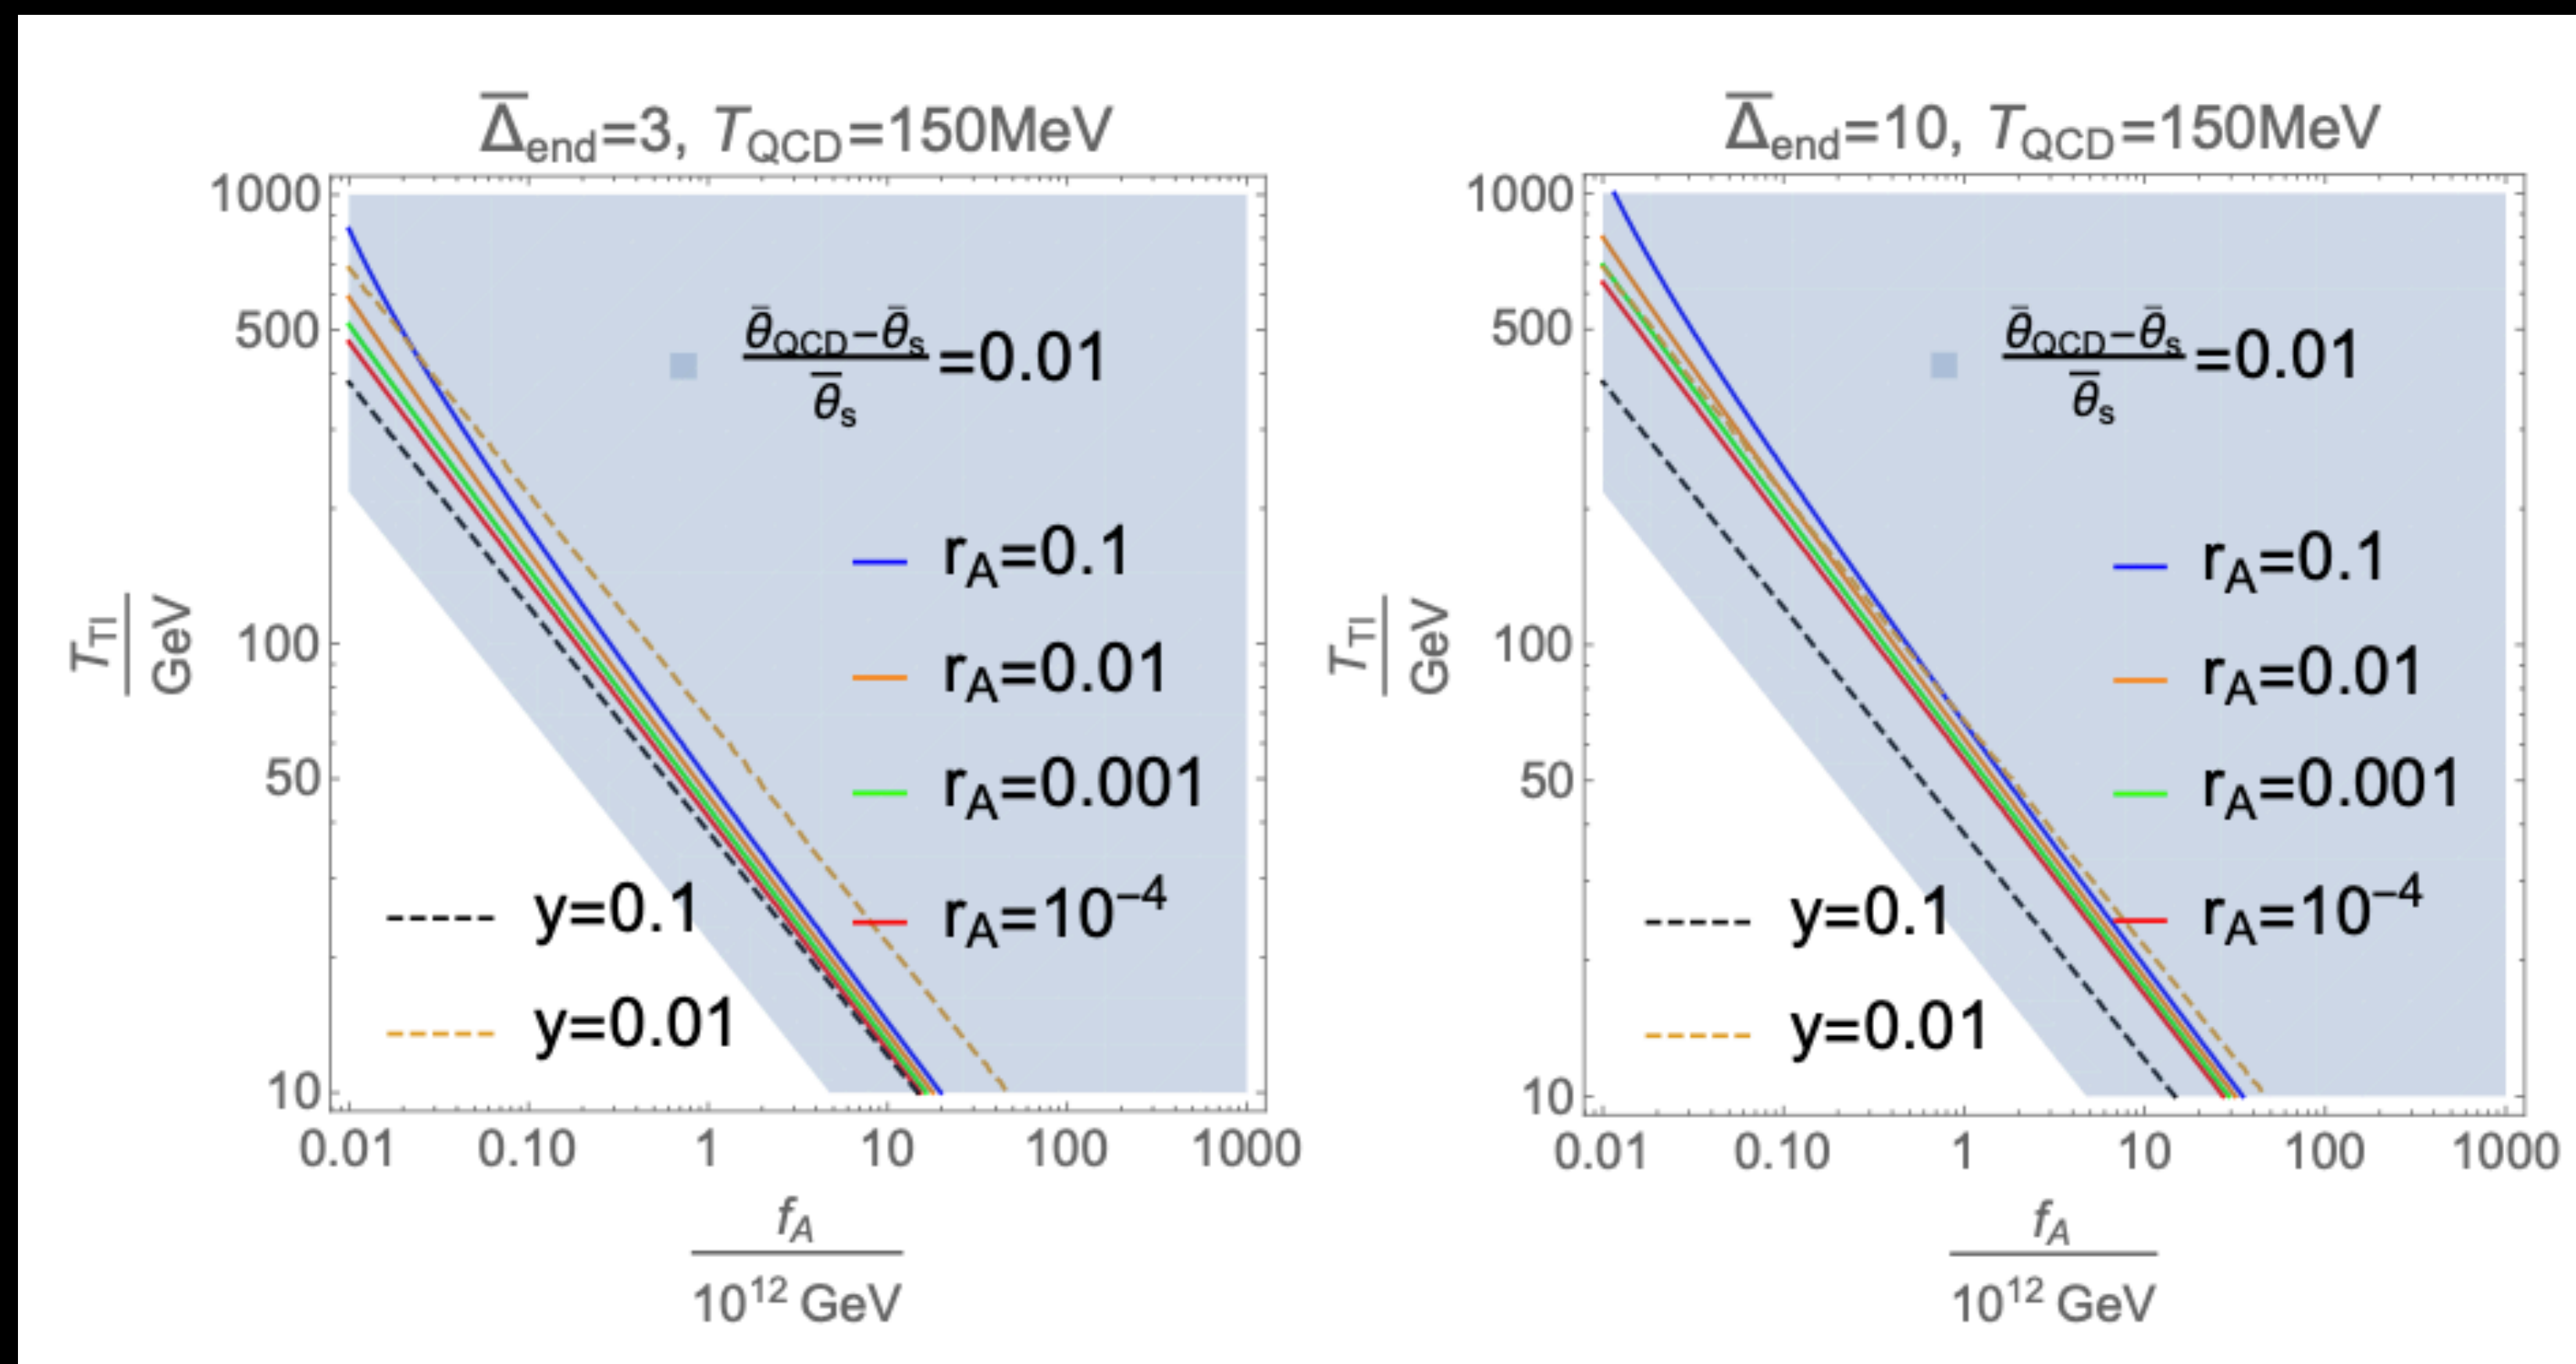 Δ̅end=3, TQCD=150MeV
1000
500
100
50
10
TTI
GeV
θ̄QCD−θ̄s
θ̄s
=0.01
rA=0.1
rA=0.01
rA=0.001
rA=10⁻⁴
y=0.1
y=0.01
0.01 0.10 1 10 100 1000
fA
10¹² GeV
Δ̅end=10, TQCD=150MeV
1000
500
100
50
10
TTI
GeV
θ̄QCD−θ̄s
θ̄s
=0.01
rA=0.1
rA=0.01
rA=0.001
rA=10⁻⁴
y=0.1
y=0.01
0.01 0.10 1 10 100 1000
fA
10¹² GeV